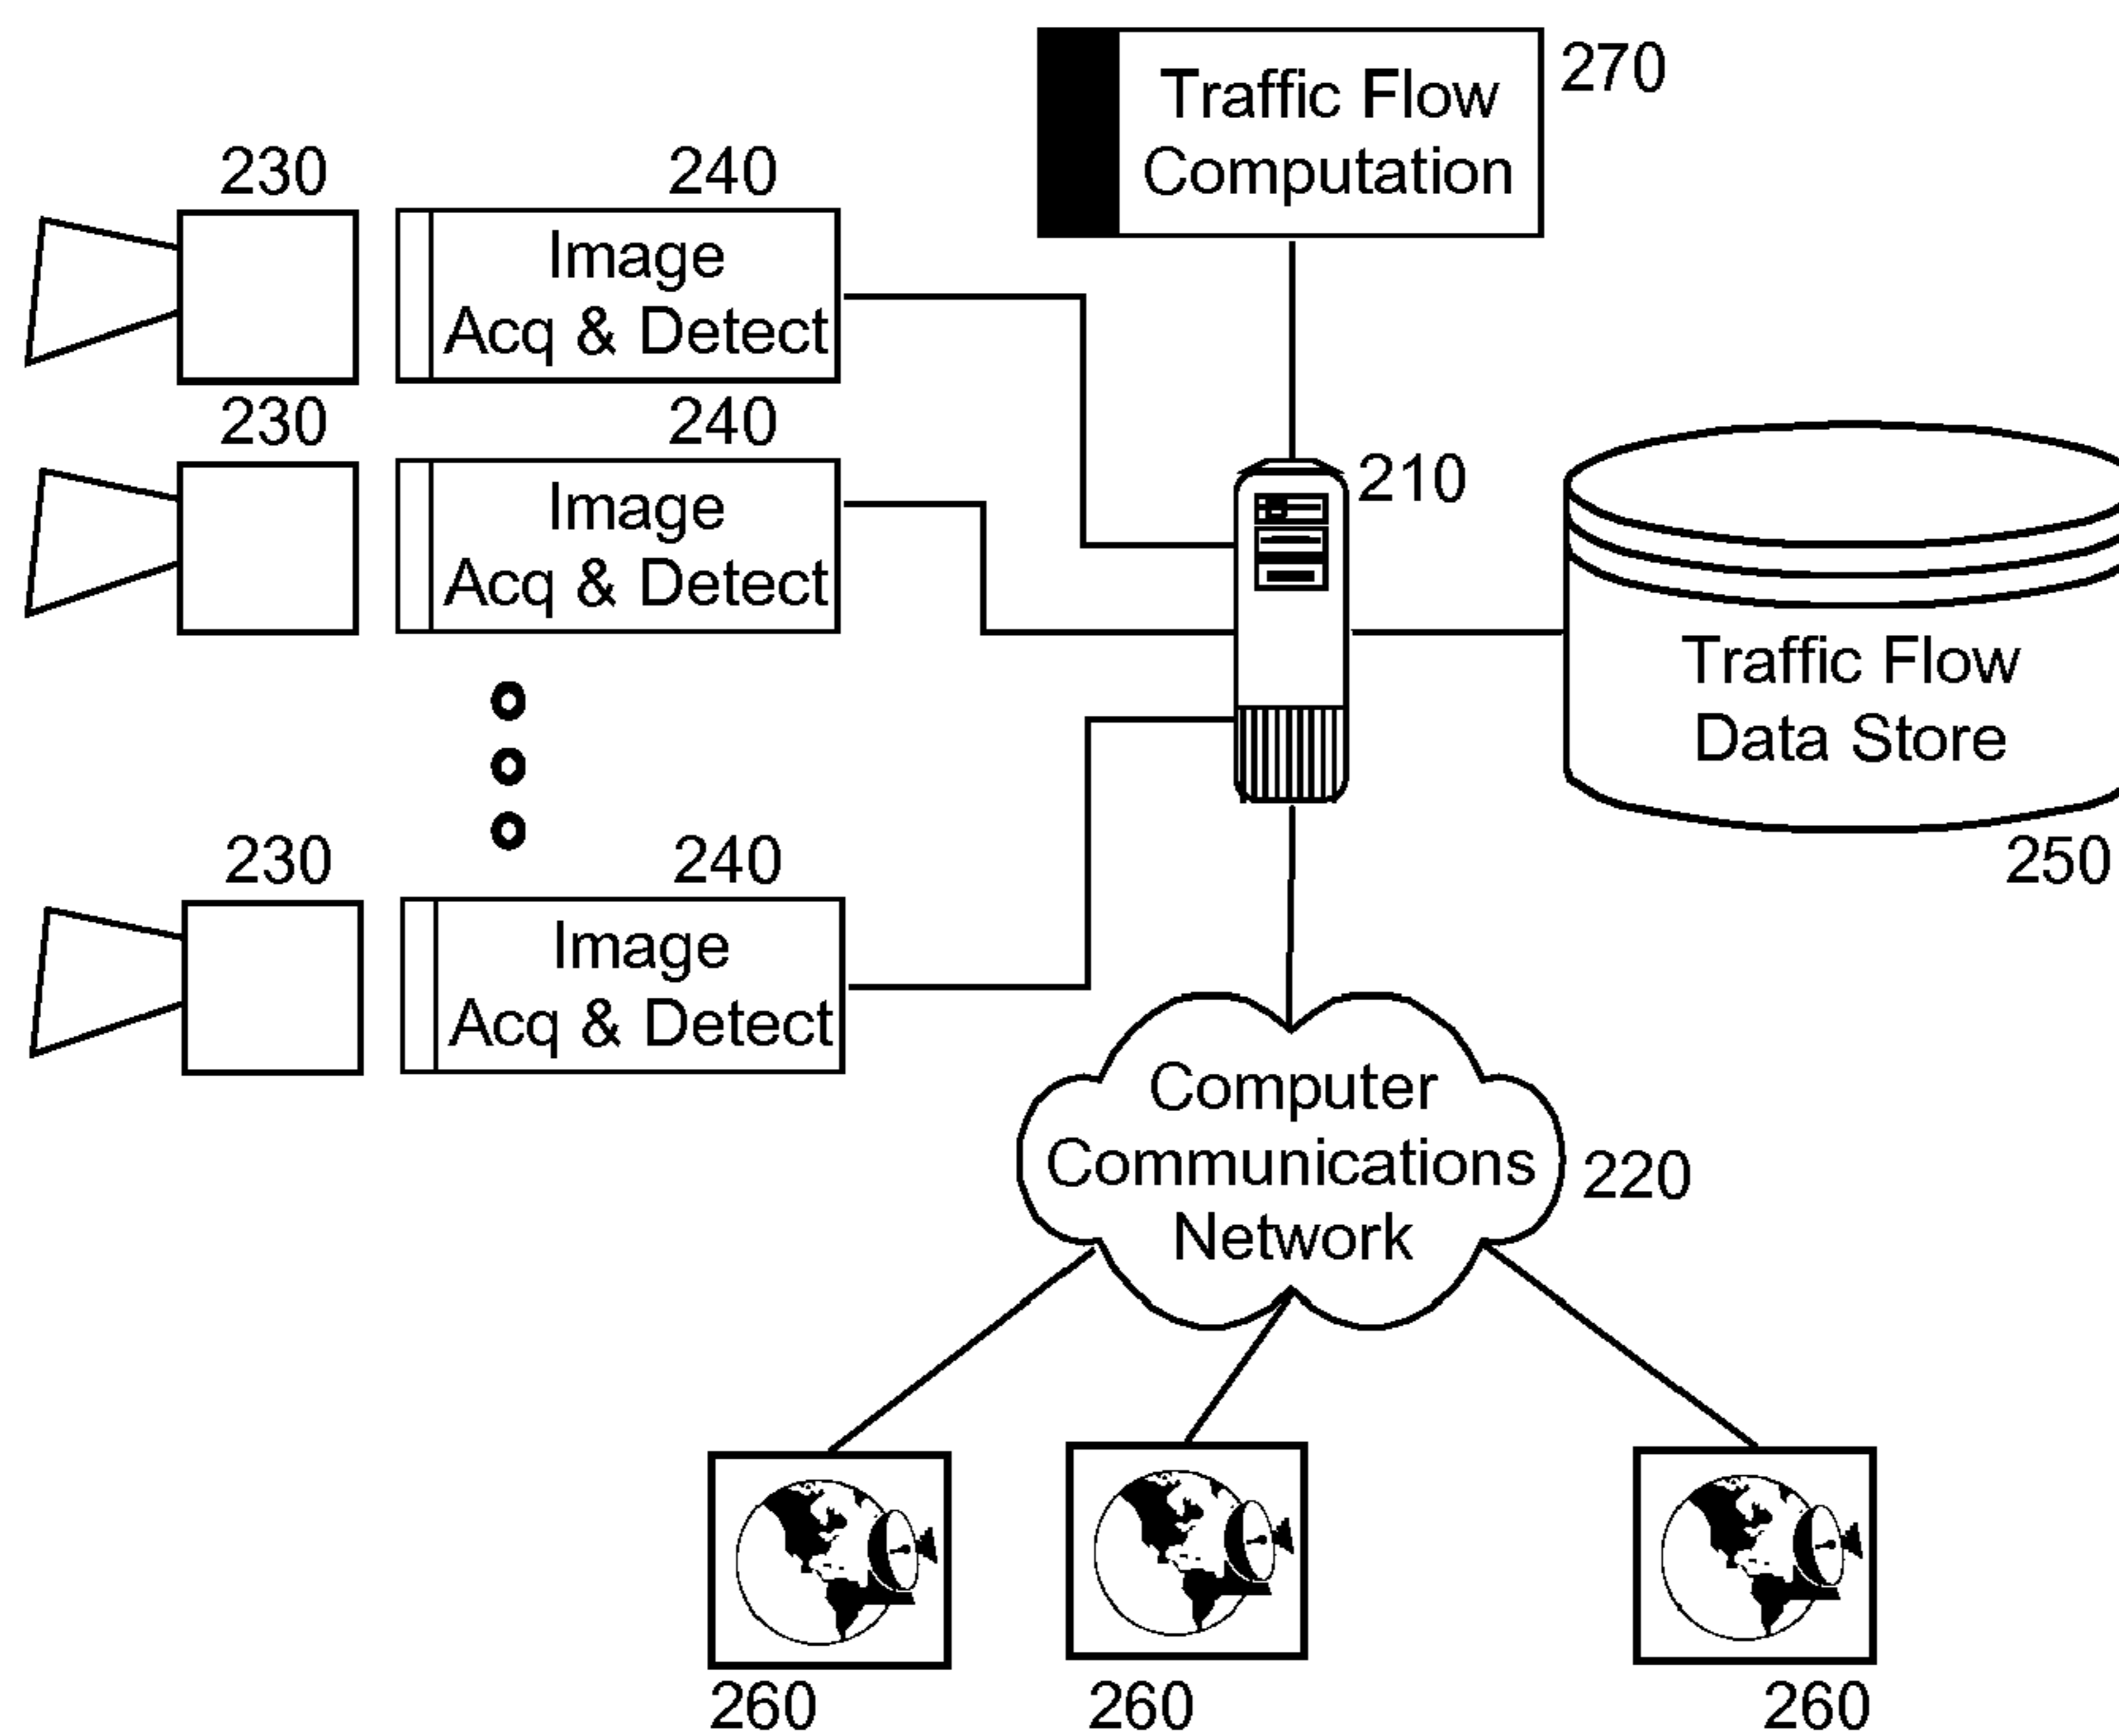 270
Traffic Flow
Computation
230
240
Image
Acq & Detect
230
240
Image
Acq & Detect
210
Traffic Flow
Data Store
250
230
240
Image
Acq & Detect
Computer
Communications
Network
220
260
260
260